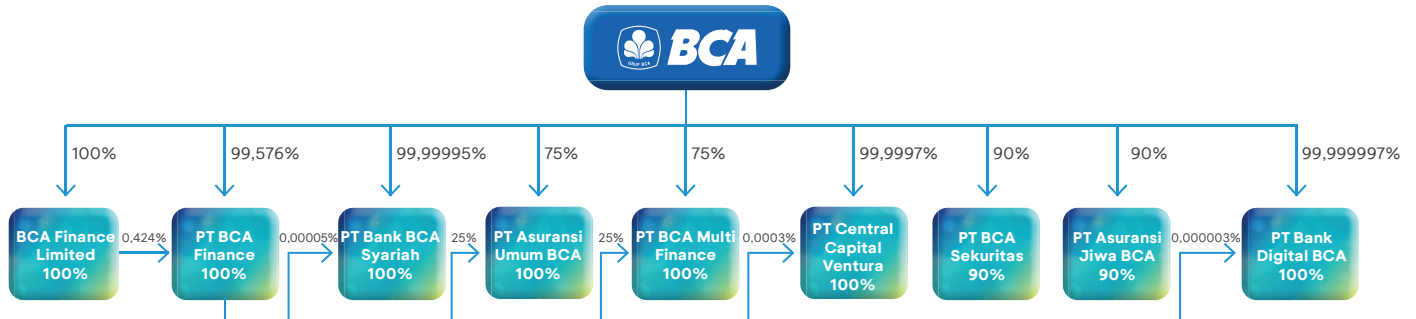 GRUP BCA
BCA
100%
99,576%
99,99995%
75%
75%
99,9997%
90%
90%
99,999997%
BCA Finance
Limited
100%
0,424%
PT BCA
Finance
100%
0,00005%
PT Bank BCA
Syariah
100%
25%
PT Asuransi
Umum BCA
100%
25%
PT BCA Multi
Finance
100%
0,0003%
PT Central
Capital
Ventura
100%
PT BCA
Sekuritas
90%
PT Asuransi
Jiwa BCA
90%
0,000003%
PT Bank
Digital BCA
100%